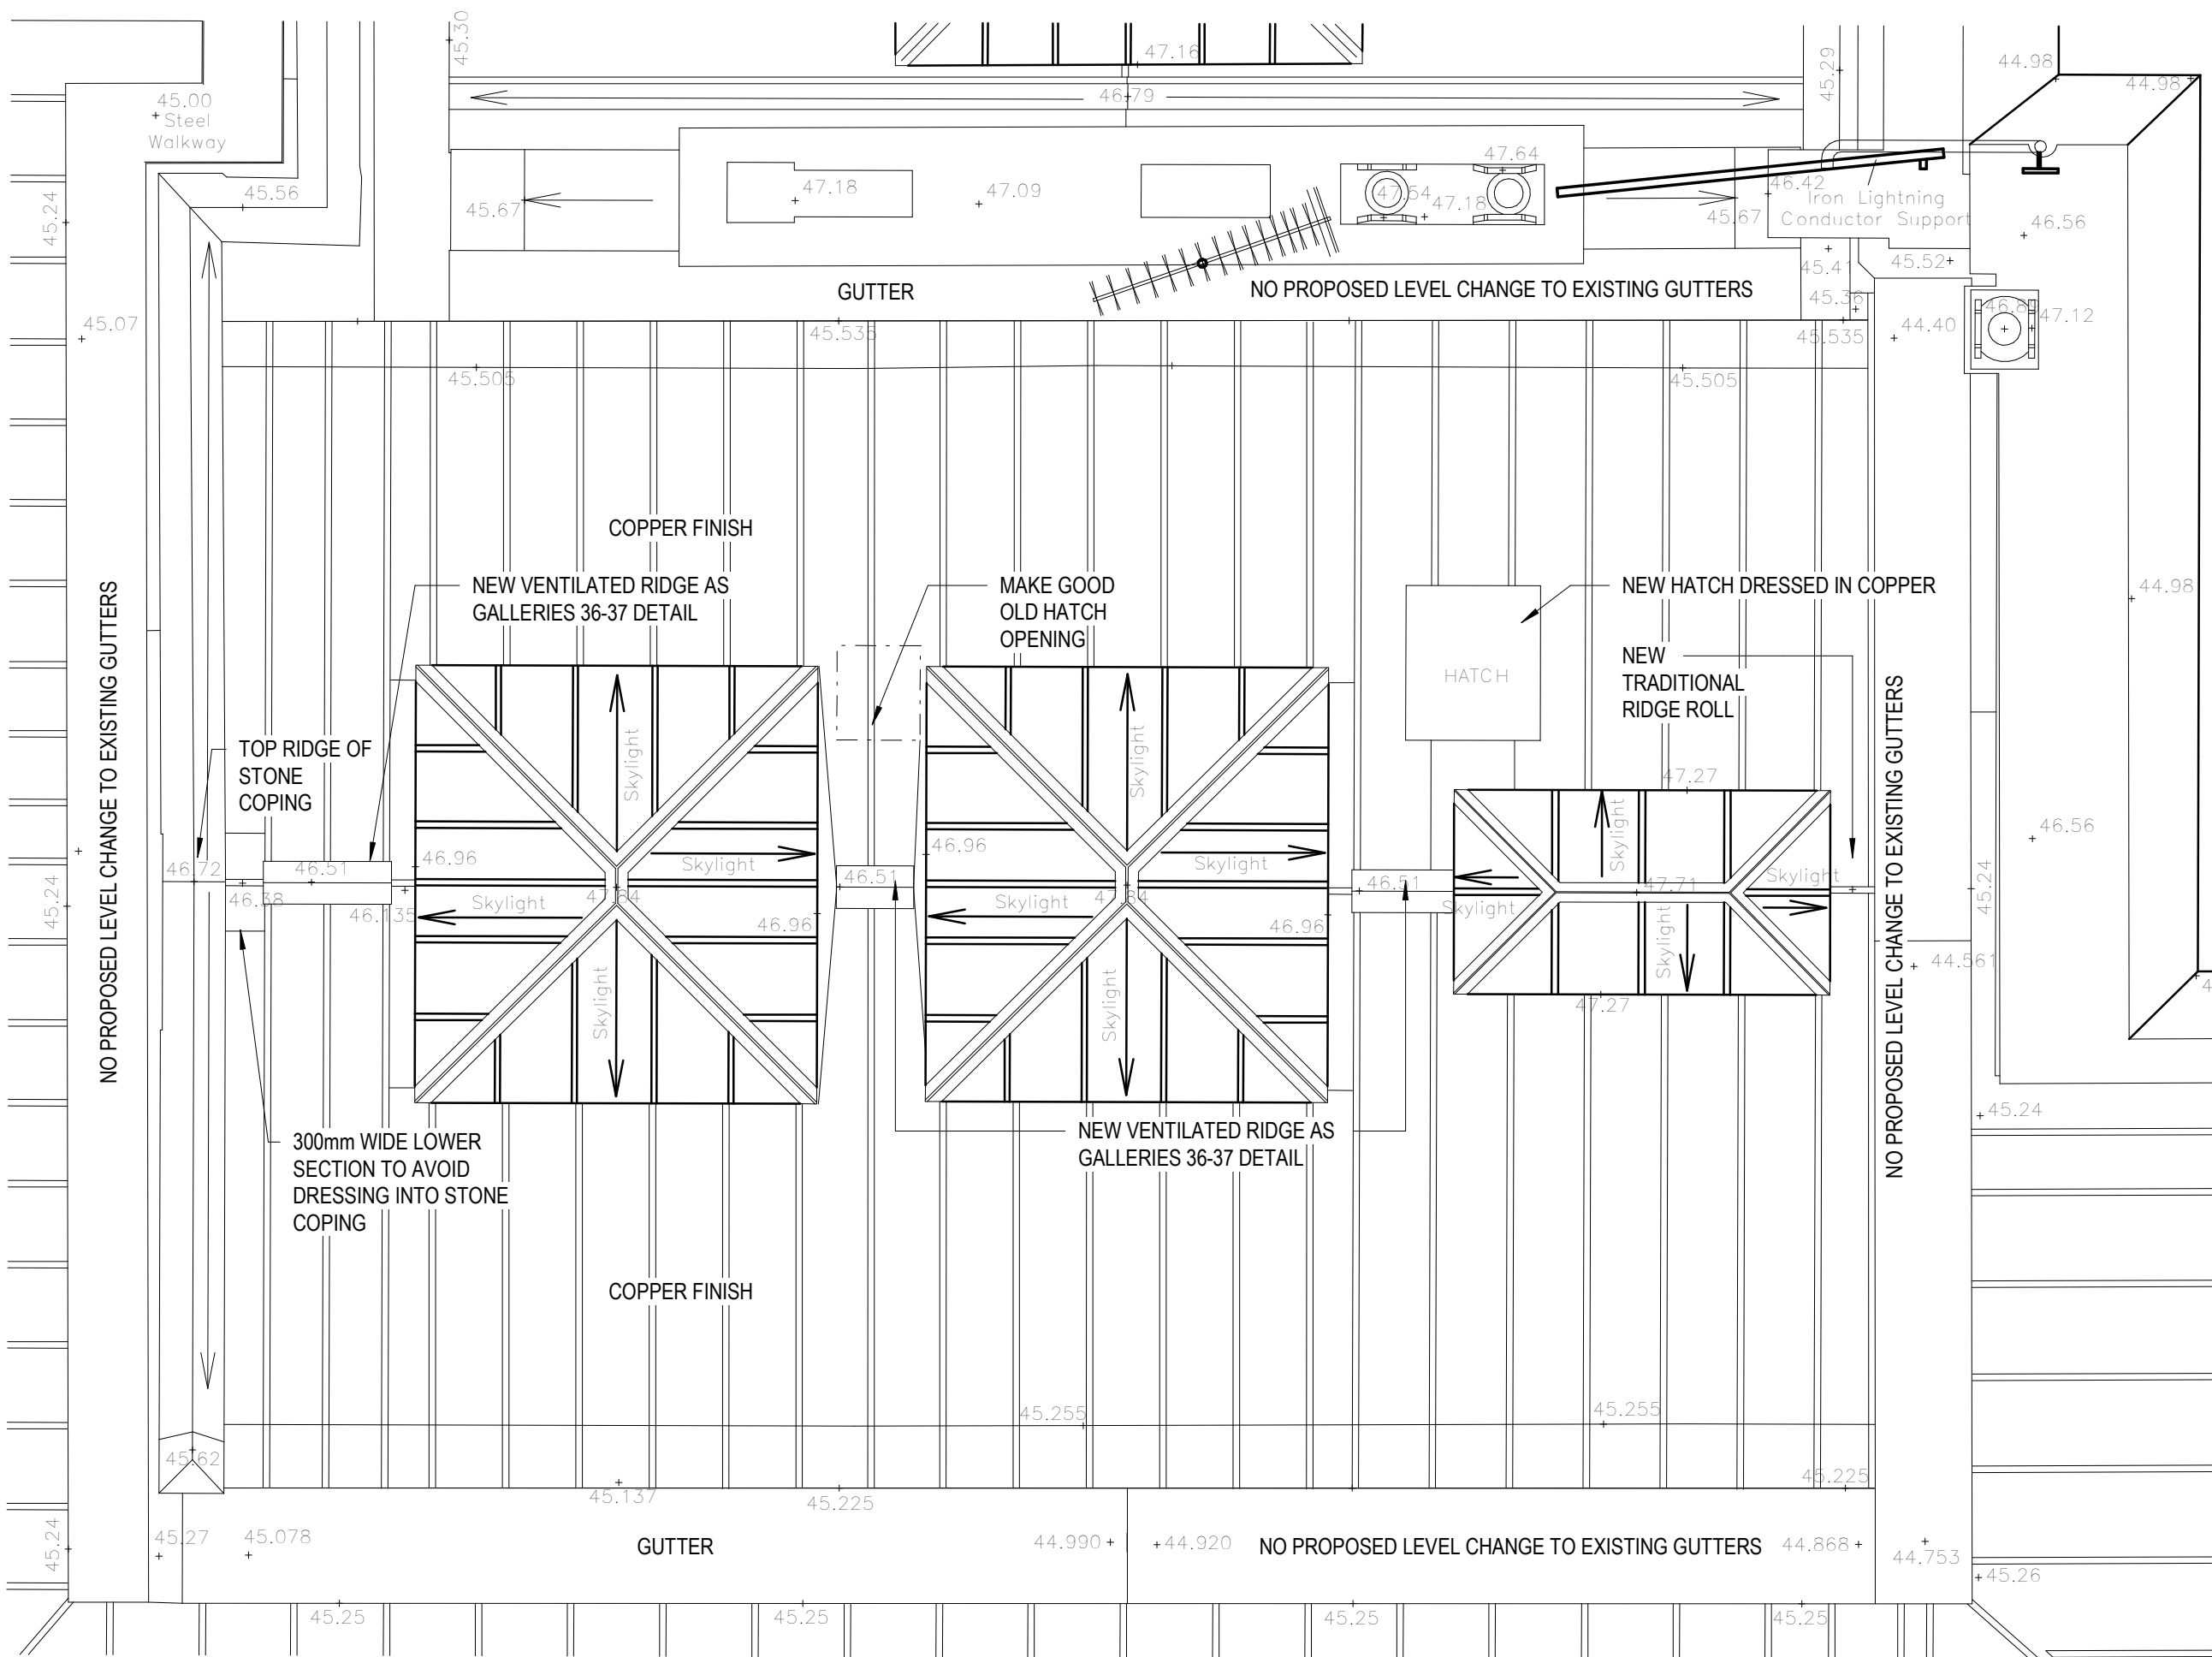 45.30
47.16
45.29
44.98
44.98
45.00
Steel
Walkway
46.79
47.64
45.56
47.18
47.09
47.54
47.18
46.42
Iron Lightning
Conductor Support
45.67
45.67
46.56
45.24
45.41
45.52
GUTTER
NO PROPOSED LEVEL CHANGE TO EXISTING GUTTERS
45.36
46.89
47.12
45.07
45.535
45.535
44.40
45.505
45.505
COPPER FINISH
NEW VENTILATED RIDGE AS
GALLERIES 36-37 DETAIL
MAKE GOOD
OLD HATCH
OPENING
NEW HATCH DRESSED IN COPPER
44.98
NO PROPOSED LEVEL CHANGE TO EXISTING GUTTERS
HATCH
NEW
TRADITIONAL
RIDGE ROLL
NO PROPOSED LEVEL CHANGE TO EXISTING GUTTERS
TOP RIDGE OF
STONE
COPING
Skylight
Skylight
47.27
46.56
46.72
46.51
46.96
Skylight
46.51
46.96
Skylight
46.51
Skylight
47.71
Skylight
45.24
45.24
46.38
46.135
Skylight
47.84
46.96
Skylight
47.84
46.96
Skylight
Skylight
Skylight
Skylight
47.27
44.561
300mm WIDE LOWER
SECTION TO AVOID
DRESSING INTO STONE
COPING
NEW VENTILATED RIDGE AS
GALLERIES 36-37 DETAIL
45.24
COPPER FINISH
45.255
45.255
45.62
45.137
45.225
45.225
45.24
45.27
45.078
GUTTER
44.990
44.920
NO PROPOSED LEVEL CHANGE TO EXISTING GUTTERS
44.868
44.753
45.26
45.25
45.25
45.25
45.25